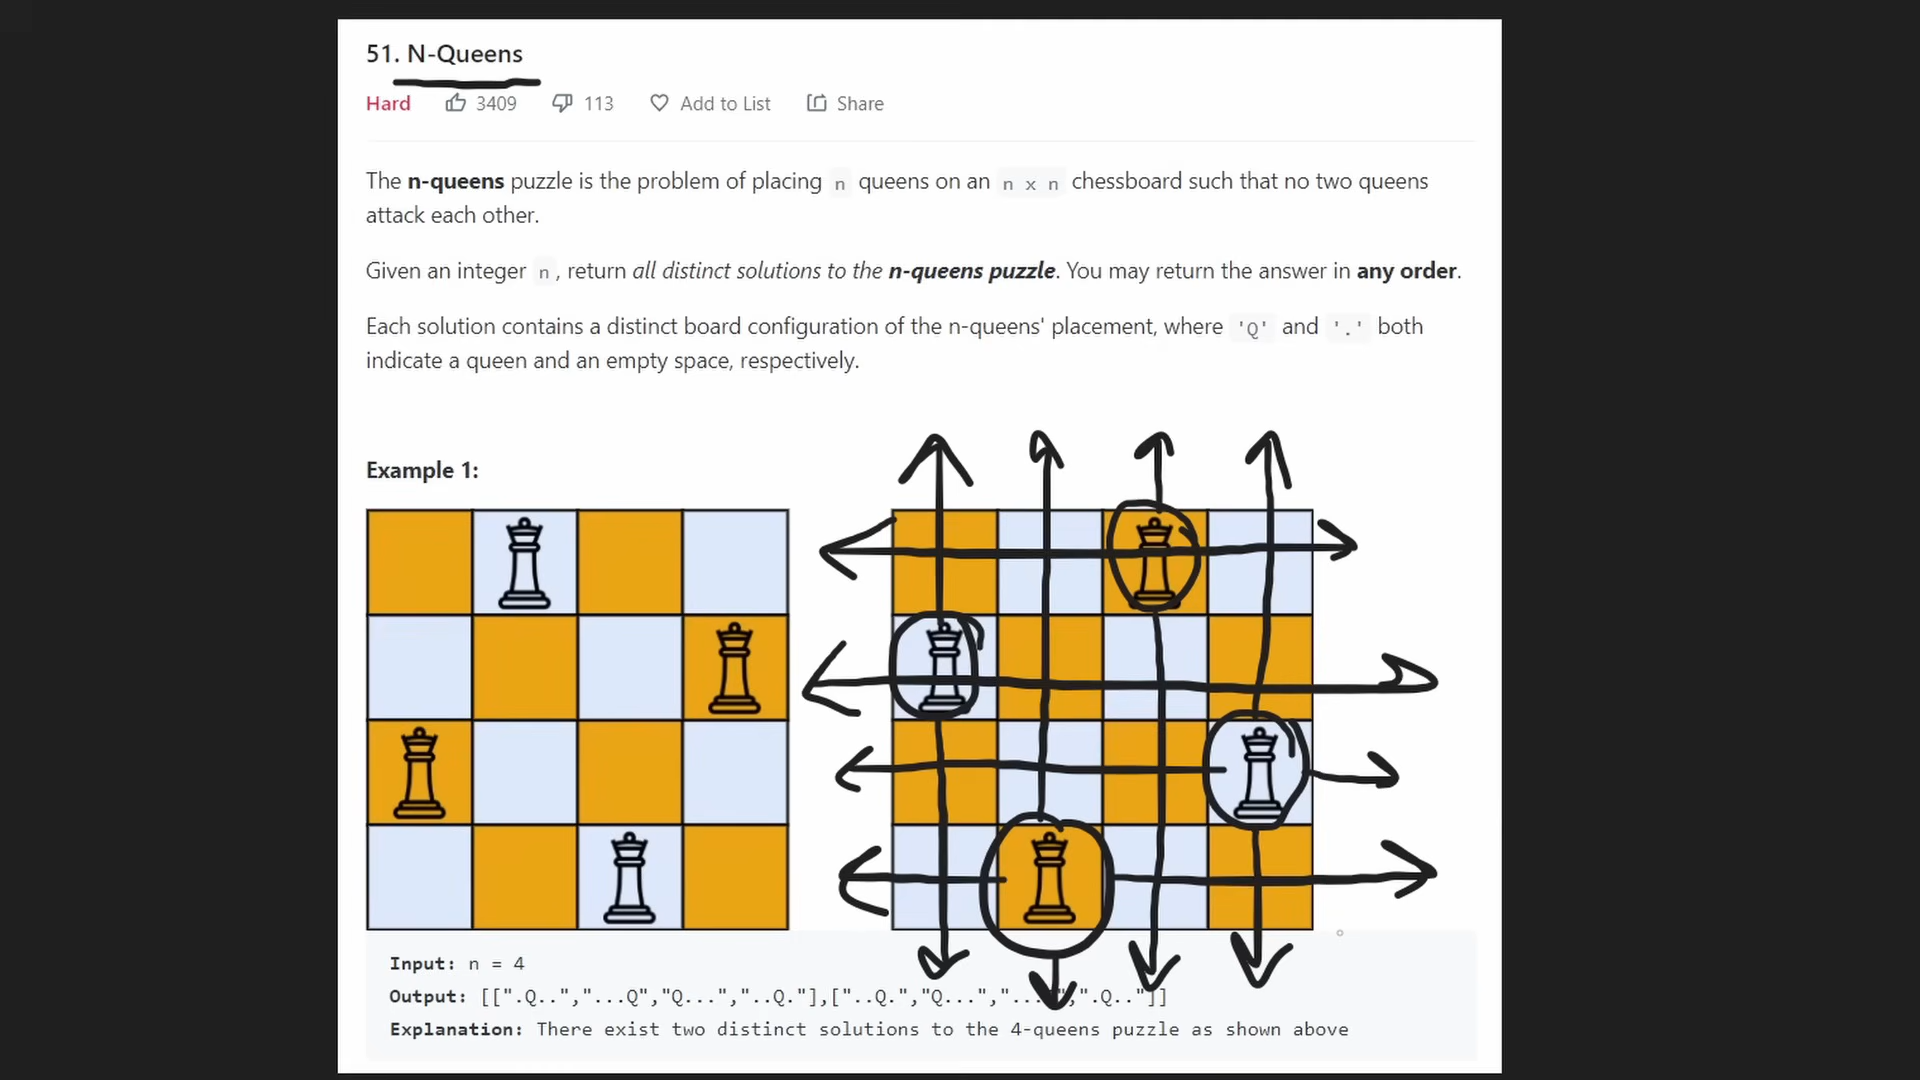 51. N-Queens
Hard 3409 113 Add to List Share
The n-queens puzzle is the problem of placing n queens on an n x n chessboard such that no two queens
attack each other.
Given an integer n , return all distinct solutions to the n-queens puzzle. You may return the answer in any order.
Each solution contains a distinct board configuration of the n-queens' placement, where 'Q' and '.' both
indicate a queen and an empty space, respectively.
Example 1:
Input: n = 4
Output: [[".Q..","...Q","Q...","..Q."],["..Q.","Q...","... ",".Q.."]]
Explanation: There exist two distinct solutions to the 4-queens puzzle as shown above